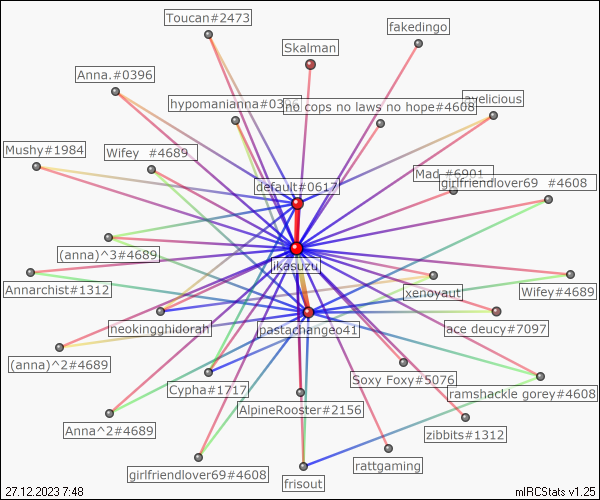 Toucan#2473
fakedingo
Skalman
Anna.#0396
hypomanianna#0396
no cops no laws no hope#4608
avelicious
Mushy#1984
Wifey #4689
default#0617
Mad #6901
girlfriendlover69 #4608
(anna)^3#4689
ikasuzu
Annarchist#1312
xenoyaut
Wifey#4689
neokingghidorah
pastachangeo41
ace deucy#7097
(anna)^2#4689
Cypha#1717
Soxy Foxy#5076
ramshackle gorey#4608
AlpineRooster#2156
Anna^2#4689
zibbits#1312
girlfriendlover69#4608
frisout
rattgaming
27.12.2023 7:48
mIRCStats v1.25